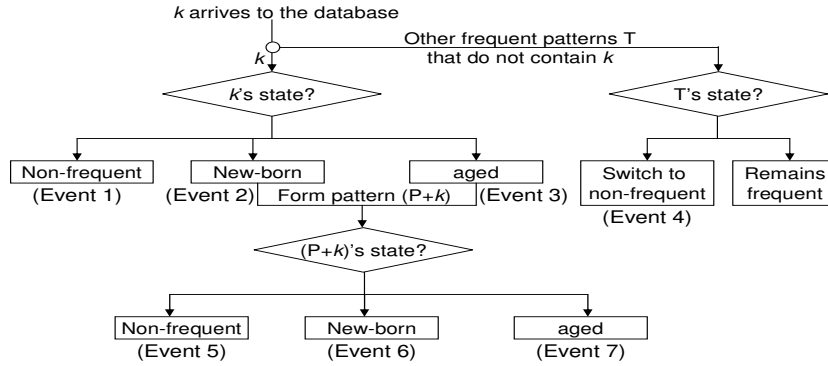 k arrives to the database
Other frequent patterns T
that do not contain k
k
k's state?
T's state?
Non-frequent
New-born
aged
Switch to
non-frequent
Remains
frequent
(Event 1)
(Event 2)
Form pattern (P+k)
(Event 3)
(Event 4)
(P+k)'s state?
Non-frequent
New-born
aged
(Event 5)
(Event 6)
(Event 7)